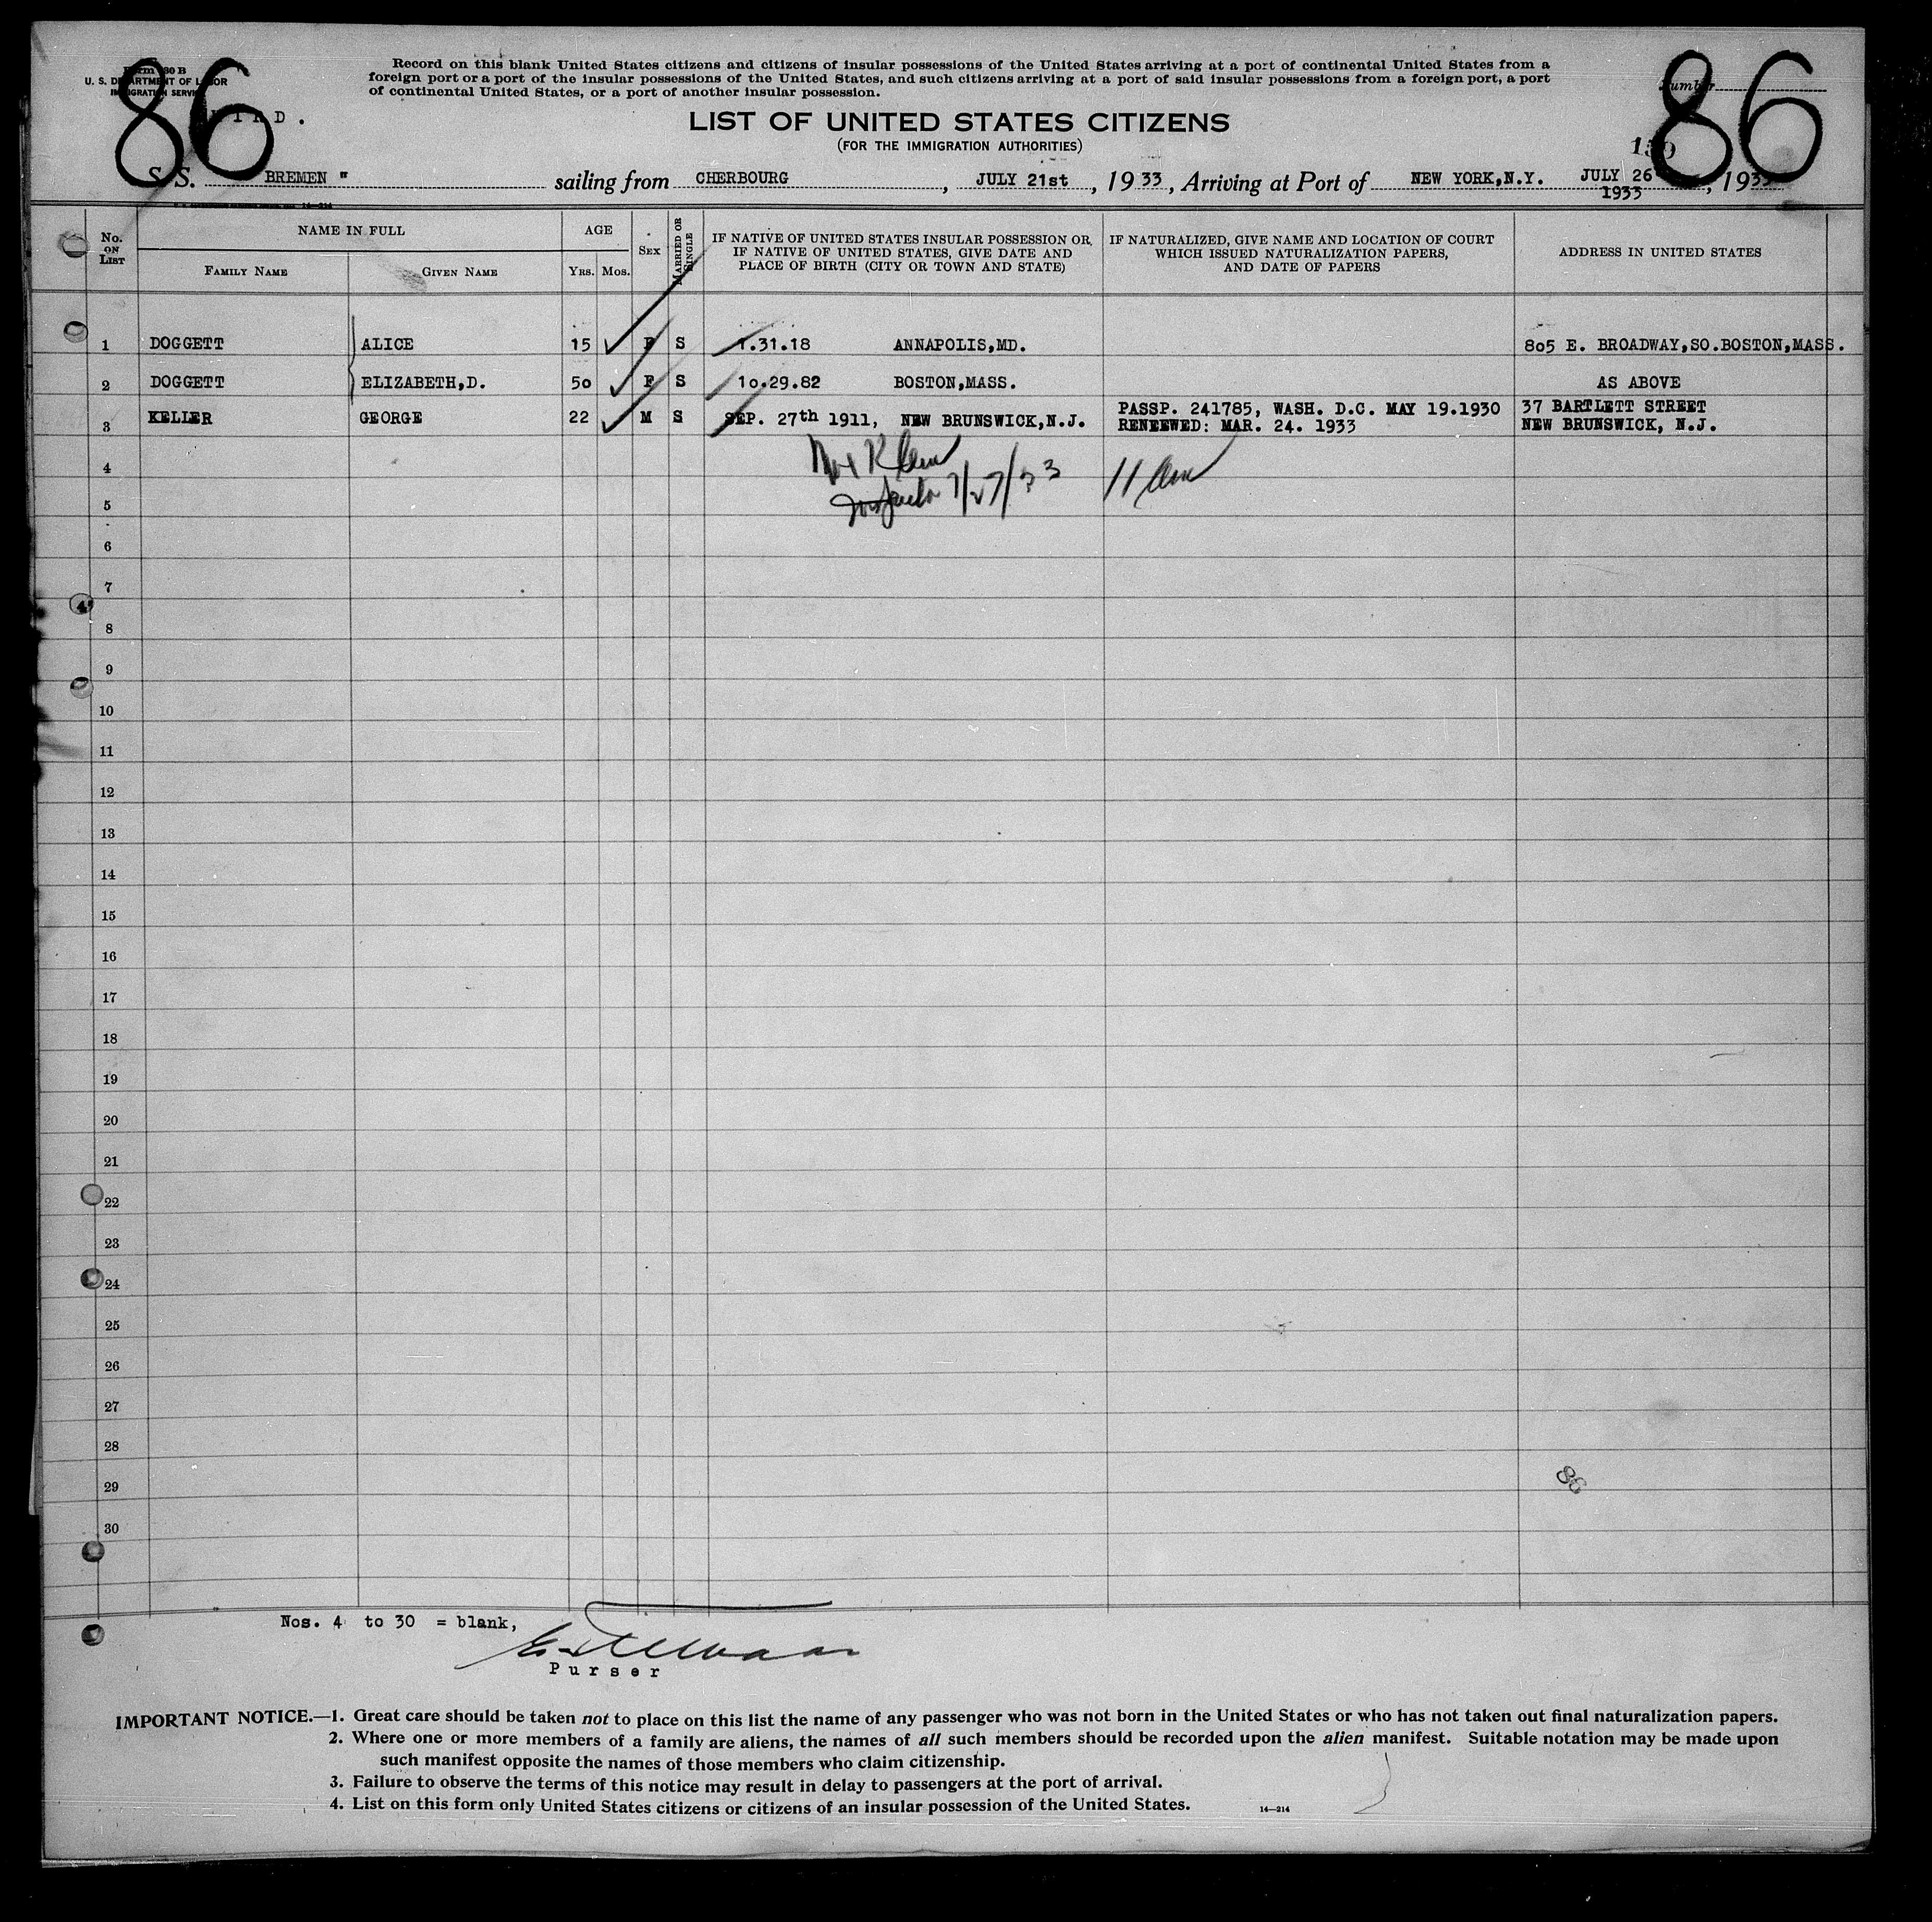 86
86
U. S. DEPARTMENT OF LABOR
IMMIGRATION SERVICE
Record on this blank United States citizens and citizens of insular possessions of the United States arriving at a port of continental United States from a
foreign port or a port of the insular possessions of the United States, and such citizens arriving at a port of said insular possessions from a foreign port, a port
of continental United States, or a port of another insular possession.
Number
LIST OF UNITED STATES CITIZENS
(FOR THE IMMIGRATION AUTHORITIES)
S. S. BREMEN " sailing from CHERBOURG, JULY 21st, 1933, Arriving at Port of NEW YORK,N.Y. JULY 26 1933, 1933
No. ON LIST
NAME IN FULL
FAMILY NAME
GIVEN NAME
AGE
YRS. MOS.
SEX
MARRIED OR SINGLE
IF NATIVE OF UNITED STATES INSULAR POSSESSION OR
IF NATIVE OF UNITED STATES, GIVE DATE AND
PLACE OF BIRTH (CITY OR TOWN AND STATE)
IF NATURALIZED, GIVE NAME AND LOCATION OF COURT
WHICH ISSUED NATURALIZATION PAPERS,
AND DATE OF PAPERS
ADDRESS IN UNITED STATES
1 DOGGETT ALICE 15 F S 1.31.18 ANNAPOLIS,MD. 805 E. BROADWAY,SO.BOSTON,MASS.
2 DOGGETT ELIZABETH,D. 50 F S 10.29.82 BOSTON,MASS. AS ABOVE
3 KELLER GEORGE 22 M S SEP. 27th 1911, NEW BRUNSWICK,N.J. PASSP. 241785, WASH. D.C. MAY 19.1930 37 BARTLETT STREET
RENEEWED: MAR. 24. 1933 NEW BRUNSWICK, N.J.
4
5 7/27/33 11 am
6
7
8
9
10
11
12
13
14
15
16
17
18
19
20
21
22
23
24
25
26
27
28
29
30
Nos. 4 to 30 = blank,
Purser
IMPORTANT NOTICE.—1. Great care should be taken not to place on this list the name of any passenger who was not born in the United States or who has not taken out final naturalization papers.
2. Where one or more members of a family are aliens, the names of all such members should be recorded upon the alien manifest. Suitable notation may be made upon
such manifest opposite the names of those members who claim citizenship.
3. Failure to observe the terms of this notice may result in delay to passengers at the port of arrival.
4. List on this form only United States citizens or citizens of an insular possession of the United States.
14—214